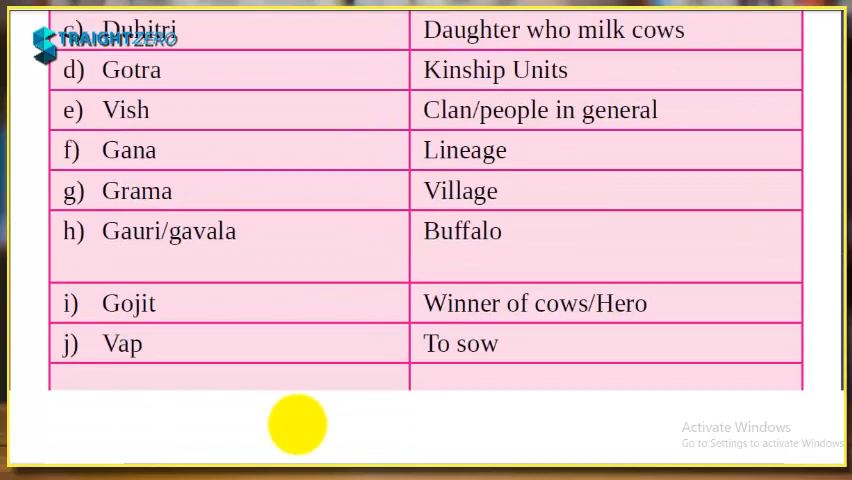 c) Duhitri Daughter who milk cows
STRAIGHTZERO
d) Gotra Kinship Units
e) Vish Clan/people in general
f) Gana Lineage
g) Grama Village
h) Gauri/gavala Buffalo
i) Gojit Winner of cows/Hero
j) Vap To sow
Activate Windows
Go to Settings to activate Windows